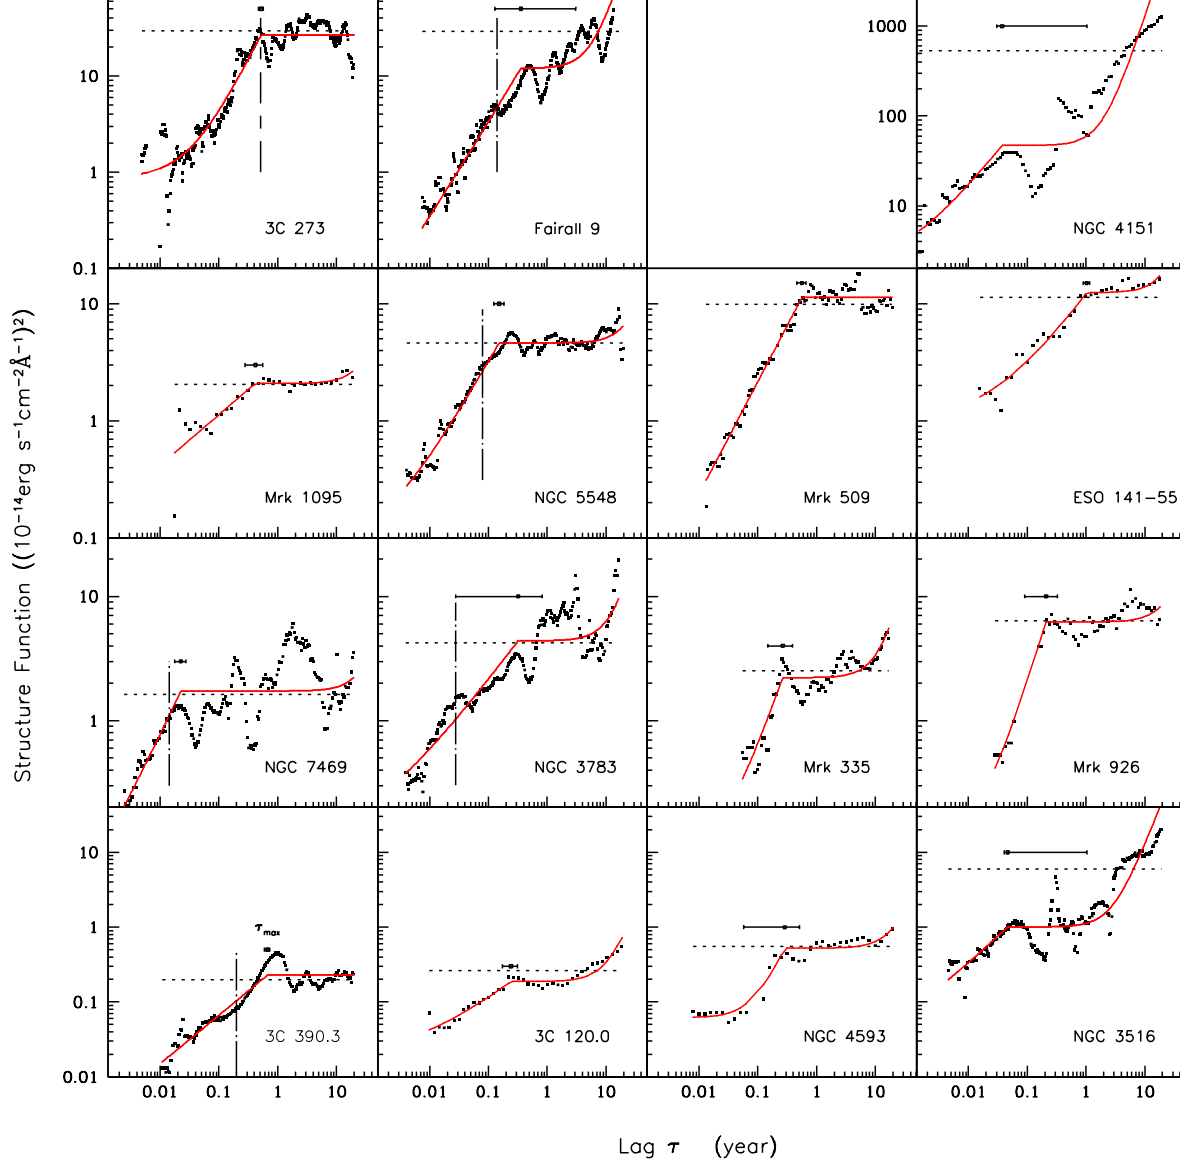 1000
10
100
1
10
3C 273
Fairall 9
NGC 4151
0.1
10
1
Mrk 1095
NGC 5548
Mrk 509
ESO 141−55
0.1
10
1
NGC 7469
NGC 3783
Mrk 335
Mrk 926
10
1
τmax
0.1
3C 390.3
3C 120.0
NGC 4593
NGC 3516
0.01
0.01 0.1 1 10 0.01 0.1 1 10 0.01 0.1 1 10 0.01 0.1 1 10
Lag τ (year)
Structure Function ((10⁻¹⁴erg s⁻¹cm⁻²Å⁻¹)²)